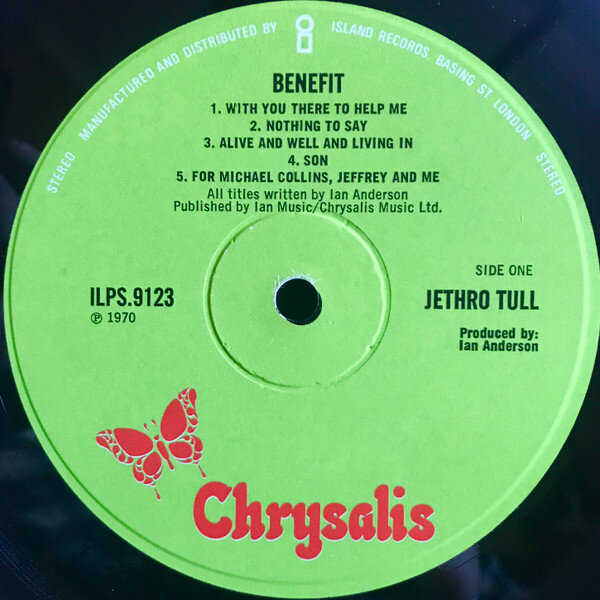 STEREO MANUFACTURED AND DISTRIBUTED BY ISLAND RECORDS, BASING ST. LONDON STEREO
BENEFIT
1. WITH YOU THERE TO HELP ME
2. NOTHING TO SAY
3. ALIVE AND WELL AND LIVING IN
4. SON
5. FOR MICHAEL COLLINS, JEFFREY AND ME
All titles written by Ian Anderson
Published by Ian Music/Chrysalis Music Ltd.
SIDE ONE
ILPS.9123
JETHRO TULL
℗ 1970
Produced by:
Ian Anderson
Chrysalis